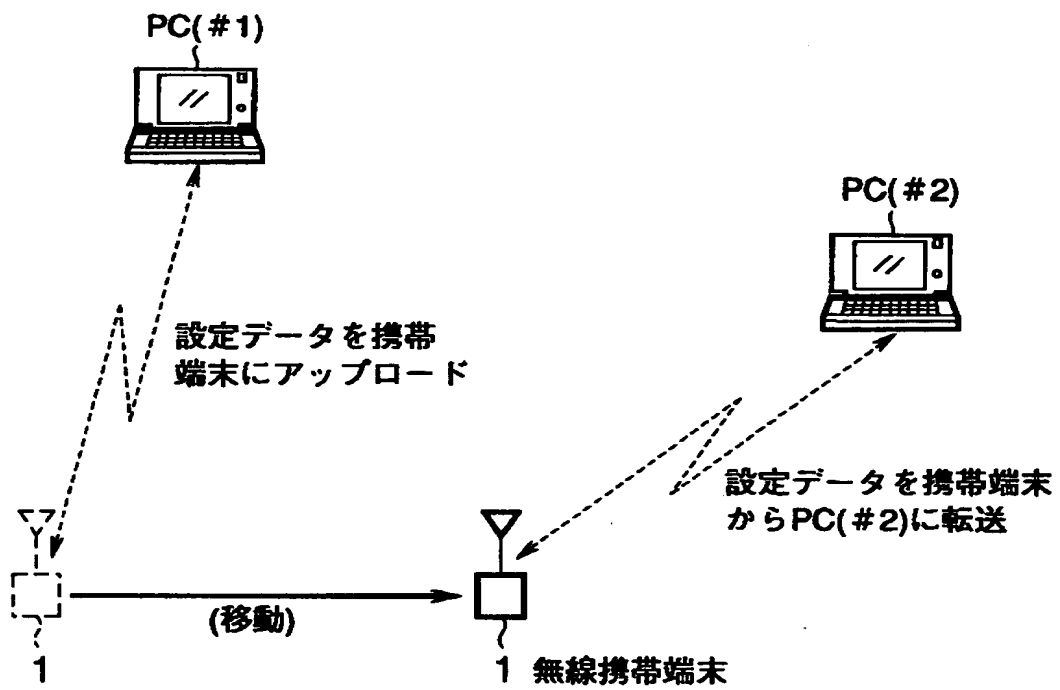 PC(#1)
PC(#2)
設定データを携帯
端末にアップロード
設定データを携帯端末
からPC(#2)に転送
(移動)
1
1 無線携帯端末